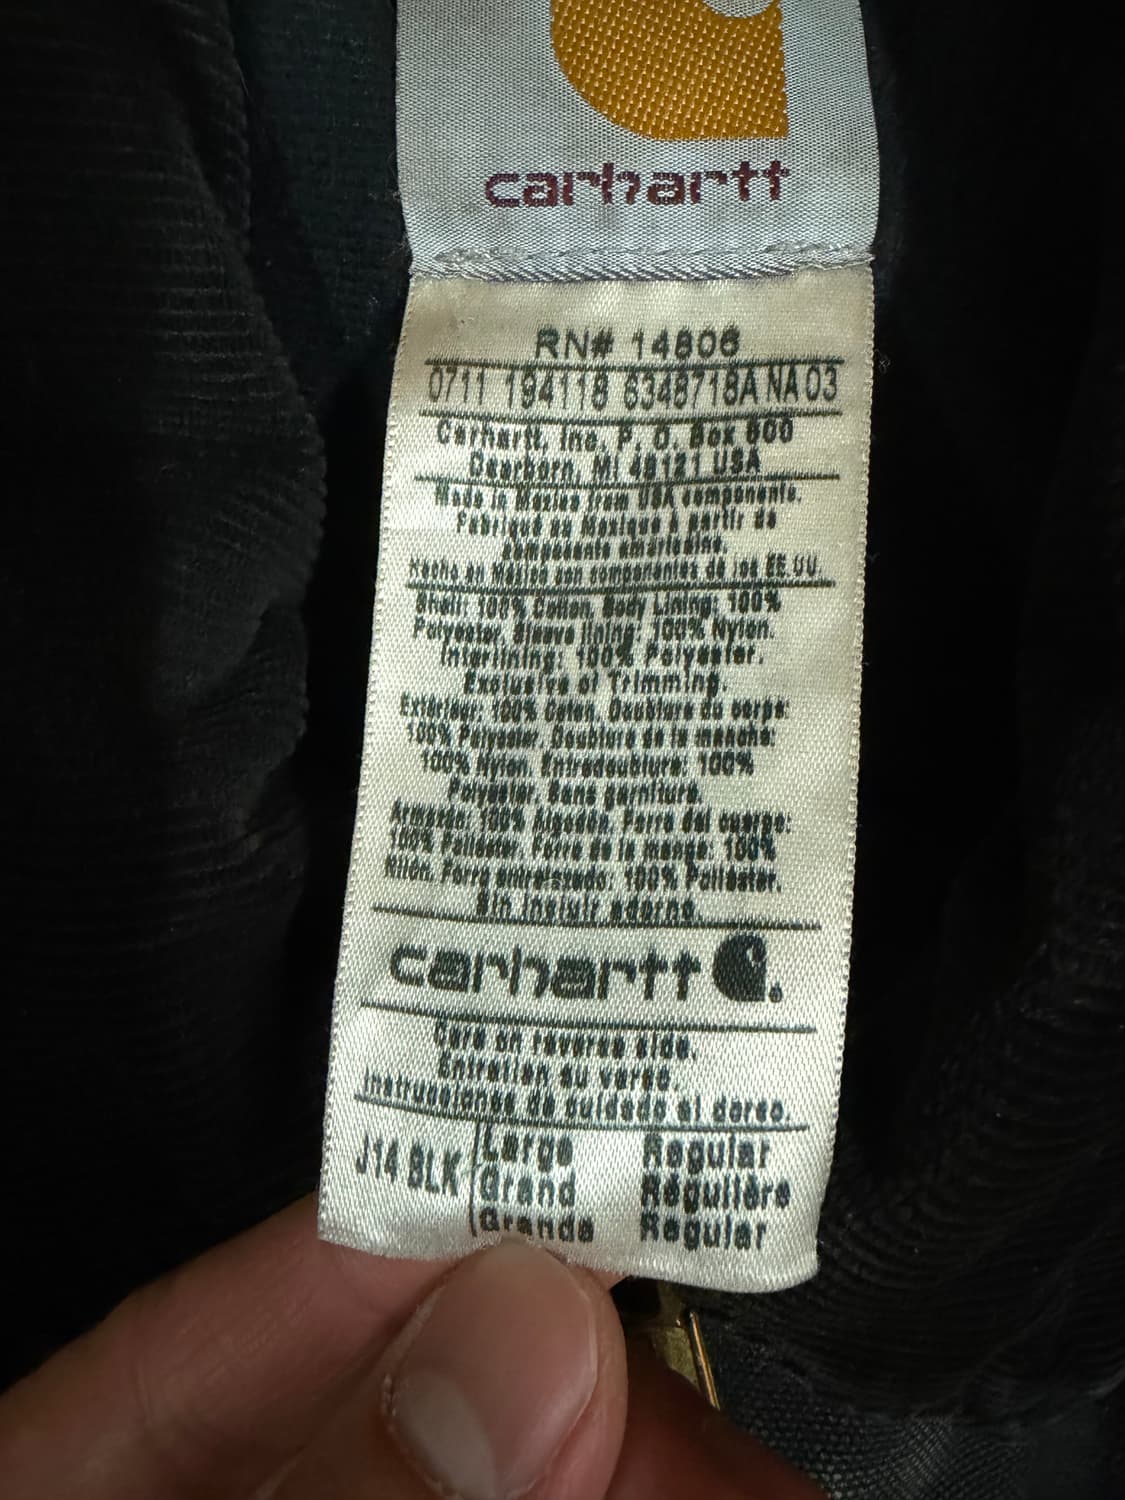 carhartt
RN# 14806
0711 194118 6348718A NA 03
Carhartt, Inc. P. O. Box 600
Dearborn, MI 48121 USA
Made in Mexico from USA components.
Fabriqué au Mexique à partir de
composants américains.
Hecho en México con componentes de los EE.UU.
Shell: 100% Cotton. Body Lining: 100%
Polyester. Sleeve lining: 100% Nylon.
Interlining: 100% Polyester.
Exclusive of Trimming.
Extérieur: 100% Coton. Doublure du corps:
100% Polyester. Doublure de la manche:
100% Nylon. Entredoublure: 100%
Polyester. Sans garniture.
Armazón: 100% Algodón. Forro del cuerpo:
100% Poliéster. Forro de la manga: 100%
Nilon. Forro entrelazado: 100% Poliéster.
Sin incluir adorno.
carhartt
Care on reverse side.
Entretien au verso.
Instrucciones de cuidado al dorso.
J14 BLK
Large Regular
Grand Régulière
Grande Regular